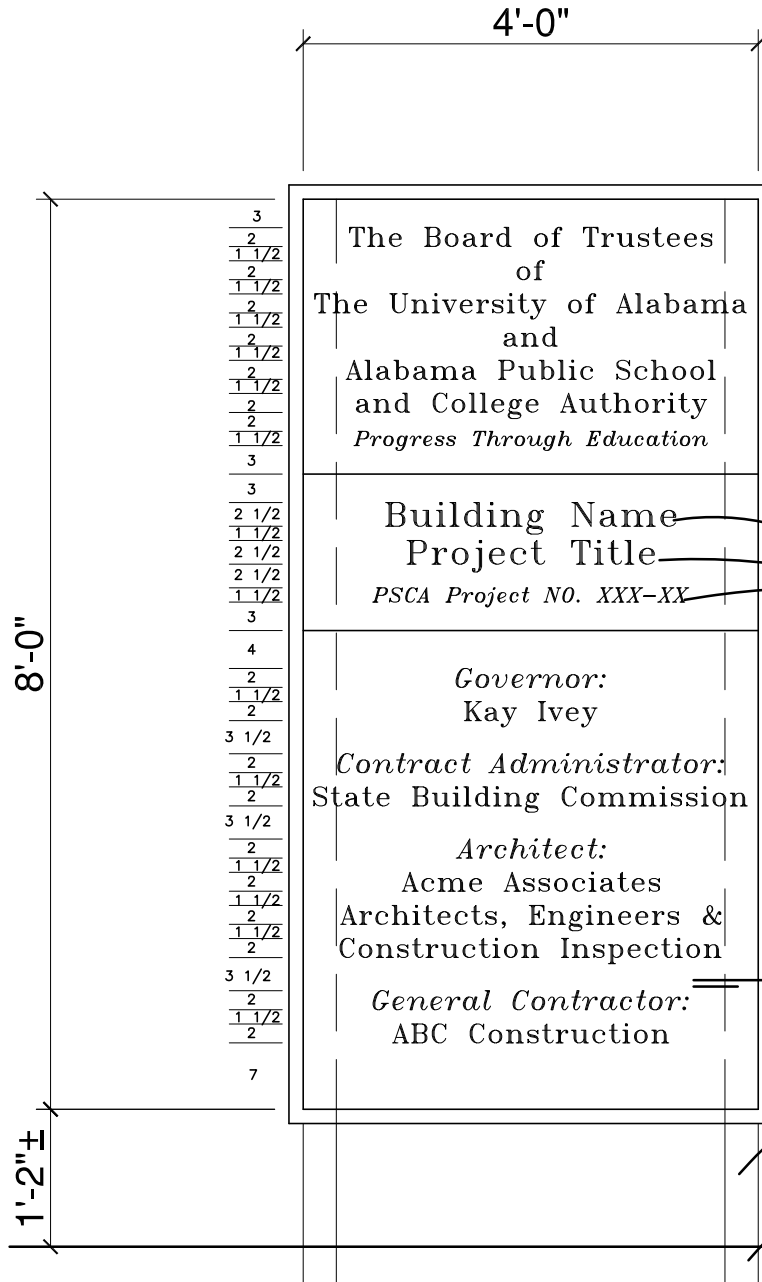 4'-0"
3
2
1 1/2
2
1 1/2
2
1 1/2
2
1 1/2
2
1 1/2
2
2
1 1/2
3
3
2 1/2
1 1/2
2 1/2
2 1/2
1 1/2
3
4
2
1 1/2
2
3 1/2
2
1 1/2
2
3 1/2
2
1 1/2
2
1 1/2
2
1 1/2
2
3 1/2
2
1 1/2
2
7
8'-0"
1'-2"±
The Board of Trustees
of
The University of Alabama
and
Alabama Public School
and College Authority
Progress Through Education
Building Name
Project Title
PSCA Project NO. XXX-XX
Governor:
Kay Ivey
Contract Administrator:
State Building Commission
Architect:
Acme Associates
Architects, Engineers &
Construction Inspection
General Contractor:
ABC Construction